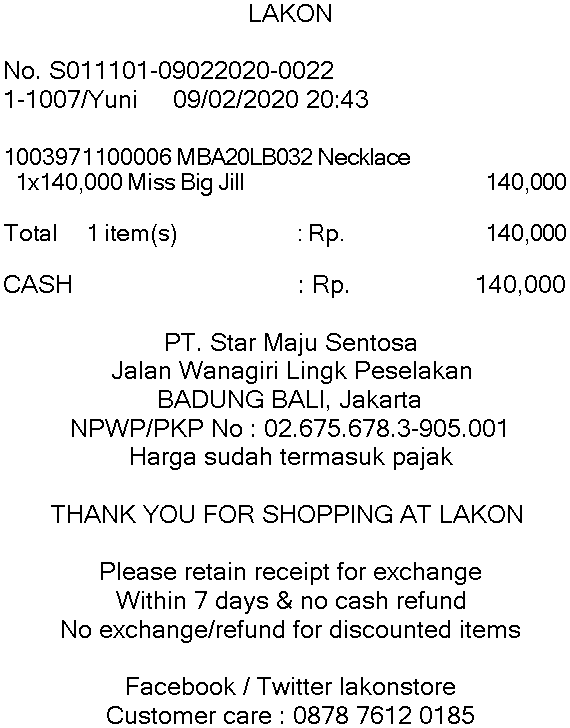 LAKON
No. S011101-09022020-0022
1-1007/Yuni 09/02/2020 20:43
1003971100006 MBA20LB032 Necklace
1x140,000 Miss Big Jill 140,000
Total 1 item(s) : Rp. 140,000
CASH : Rp. 140,000
PT. Star Maju Sentosa
Jalan Wanagiri Lingk Peselakan
BADUNG BALI, Jakarta
NPWP/PKP No : 02.675.678.3-905.001
Harga sudah termasuk pajak
THANK YOU FOR SHOPPING AT LAKON
Please retain receipt for exchange
Within 7 days & no cash refund
No exchange/refund for discounted items
Facebook / Twitter lakonstore
Customer care : 0878 7612 0185